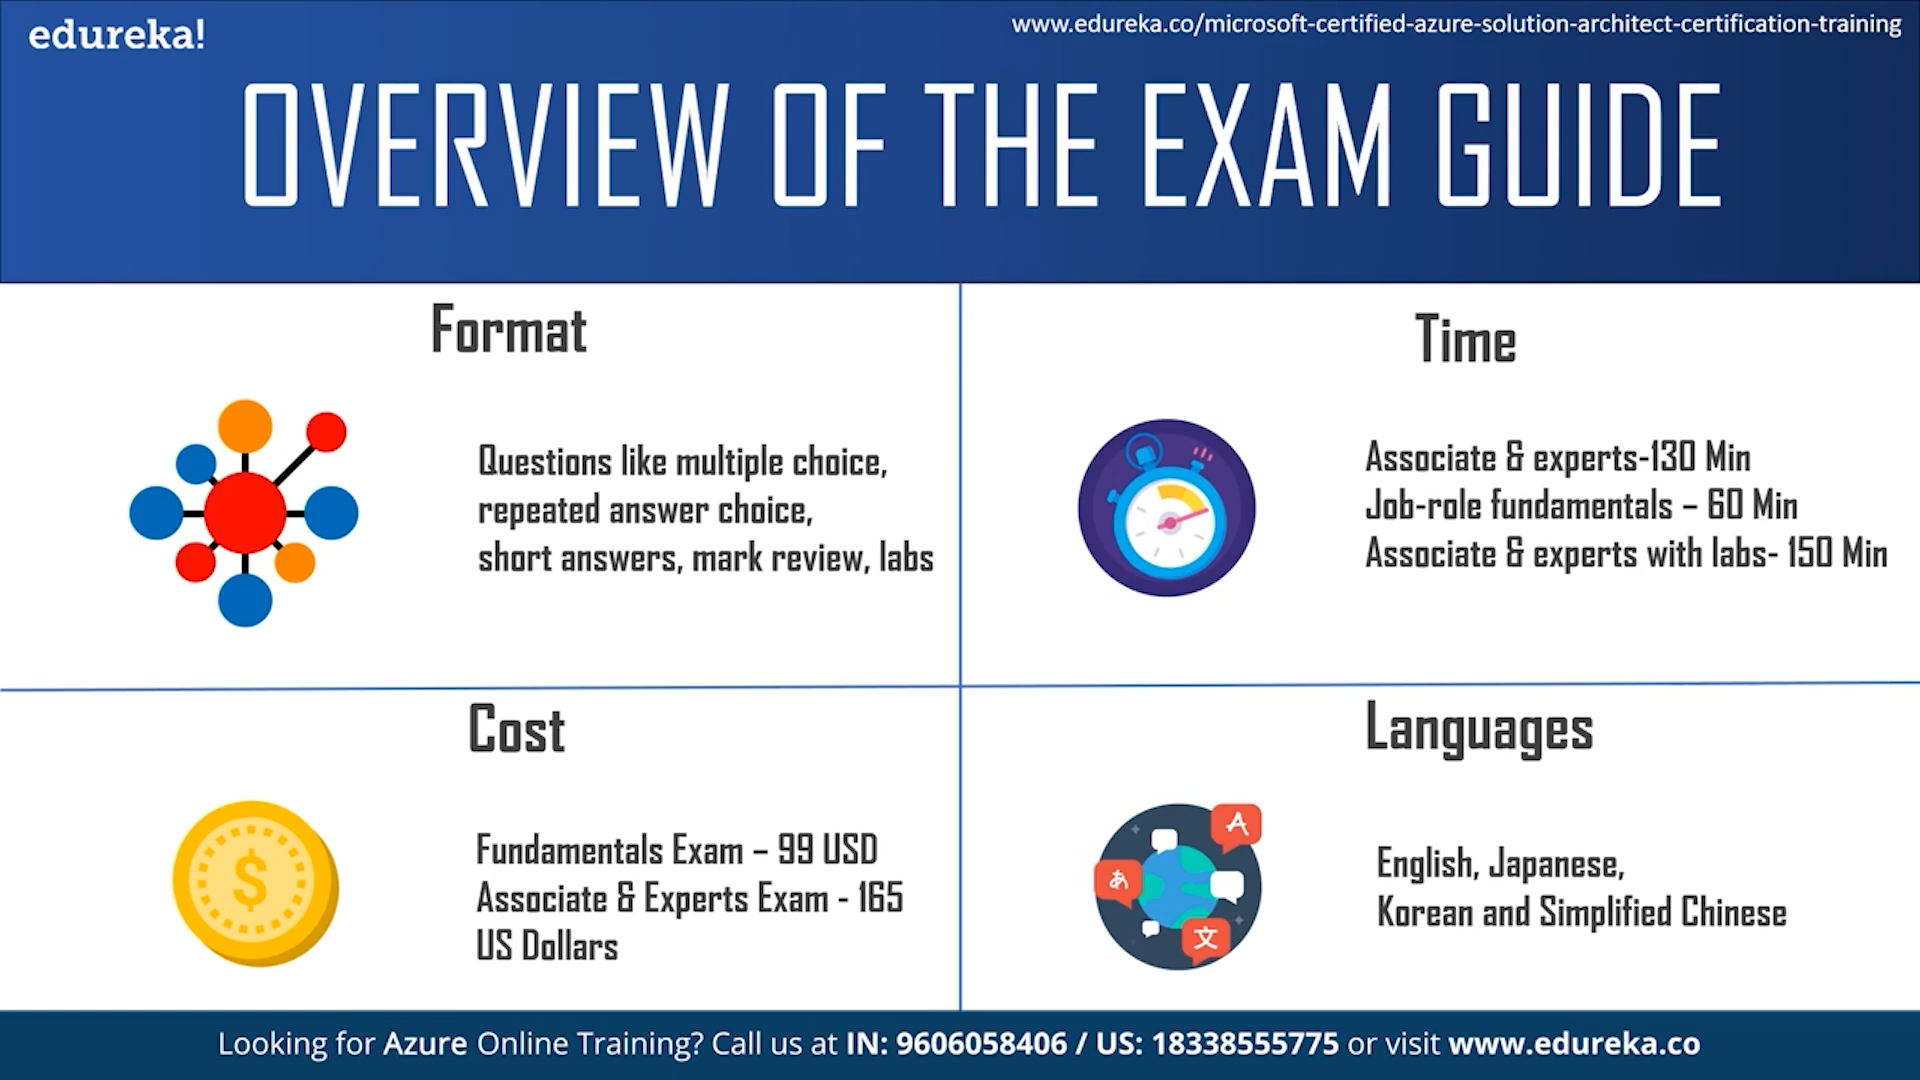 edureka!
www.edureka.co/microsoft-certified-azure-solution-architect-certification-training
OVERVIEW OF THE EXAM GUIDE
Format
Questions like multiple choice,
repeated answer choice,
short answers, mark review, labs
Time
Associate & experts-130 Min
Job-role fundamentals – 60 Min
Associate & experts with labs- 150 Min
Cost
$
Fundamentals Exam – 99 USD
Associate & Experts Exam - 165
US Dollars
Languages
A
あ
文
English, Japanese,
Korean and Simplified Chinese
Looking for Azure Online Training? Call us at IN: 9606058406 / US: 18338555775 or visit www.edureka.co